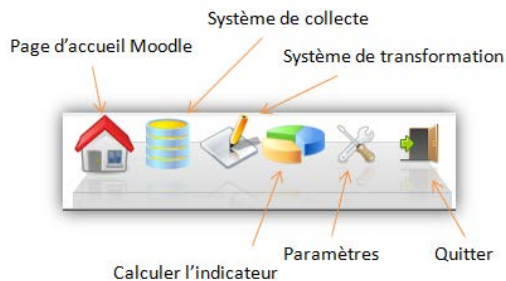 Système de collecte
Page d’accueil Moodle
Système de transformation
Paramètres
Quitter
Calculer l’indicateur